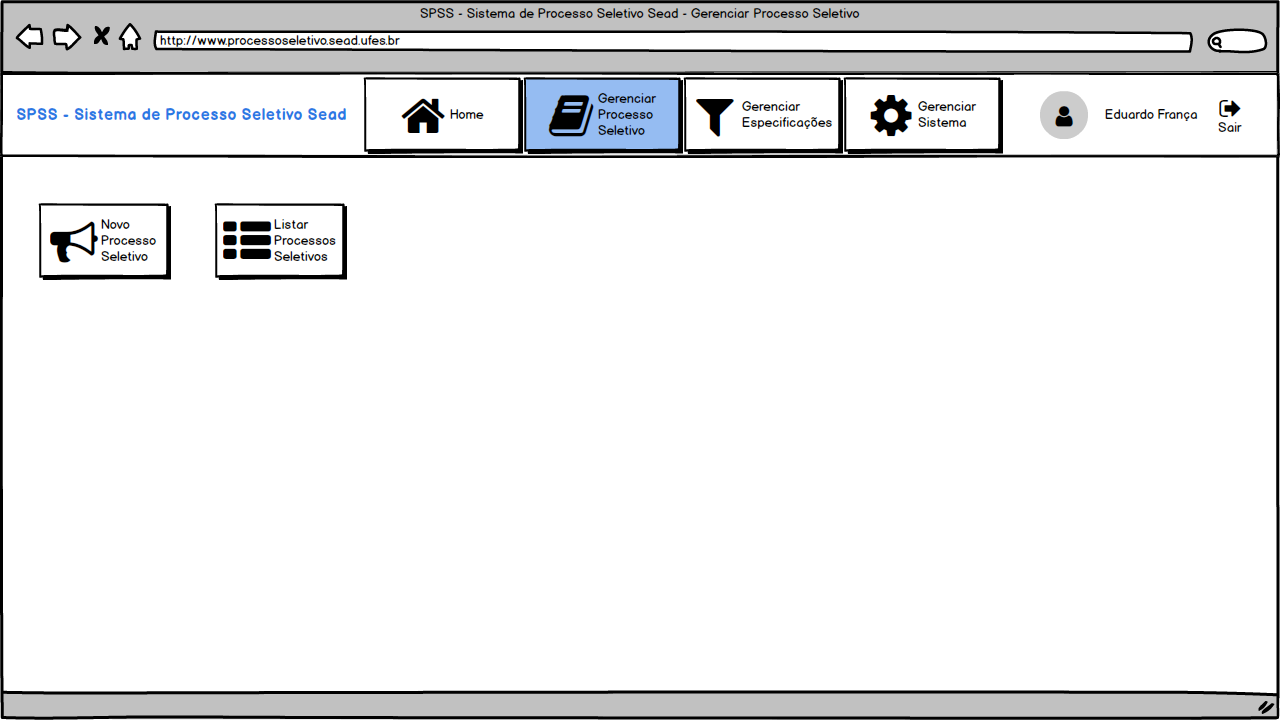 SPSS - Sistema de Processo Seletivo Sead - Gerenciar Processo Seletivo
http://www.processoseletivo.sead.ufes.br
SPSS - Sistema de Processo Seletivo Sead
Home
Gerenciar
Processo
Seletivo
Gerenciar
Especificações
Gerenciar
Sistema
Eduardo França
Sair
Novo
Processo
Seletivo
Listar
Processos
Seletivos